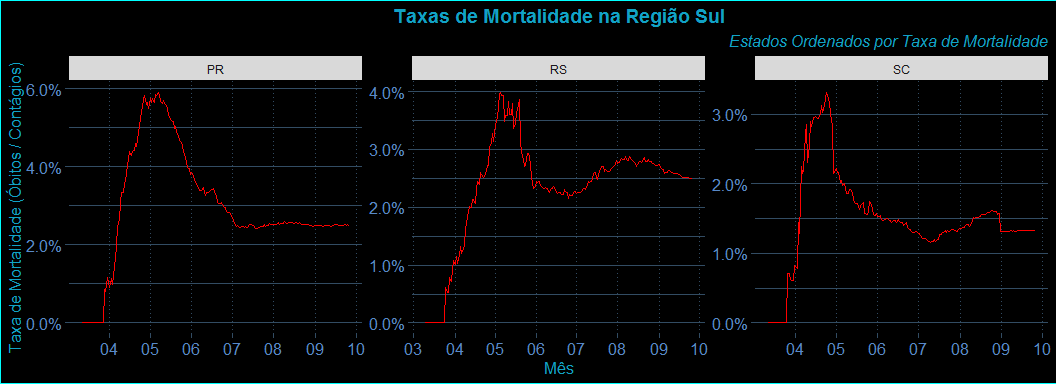 Taxas de Mortalidade na Região Sul
Estados Ordenados por Taxa de Mortalidade
Taxa de Mortalidade (Óbitos / Contágios)
PR
6.0%
4.0%
2.0%
0.0%
04 05 06 07 08 09 10
RS
4.0%
3.0%
2.0%
1.0%
0.0%
03 04 05 06 07 08 09 10
SC
3.0%
2.0%
1.0%
0.0%
04 05 06 07 08 09 10
Mês